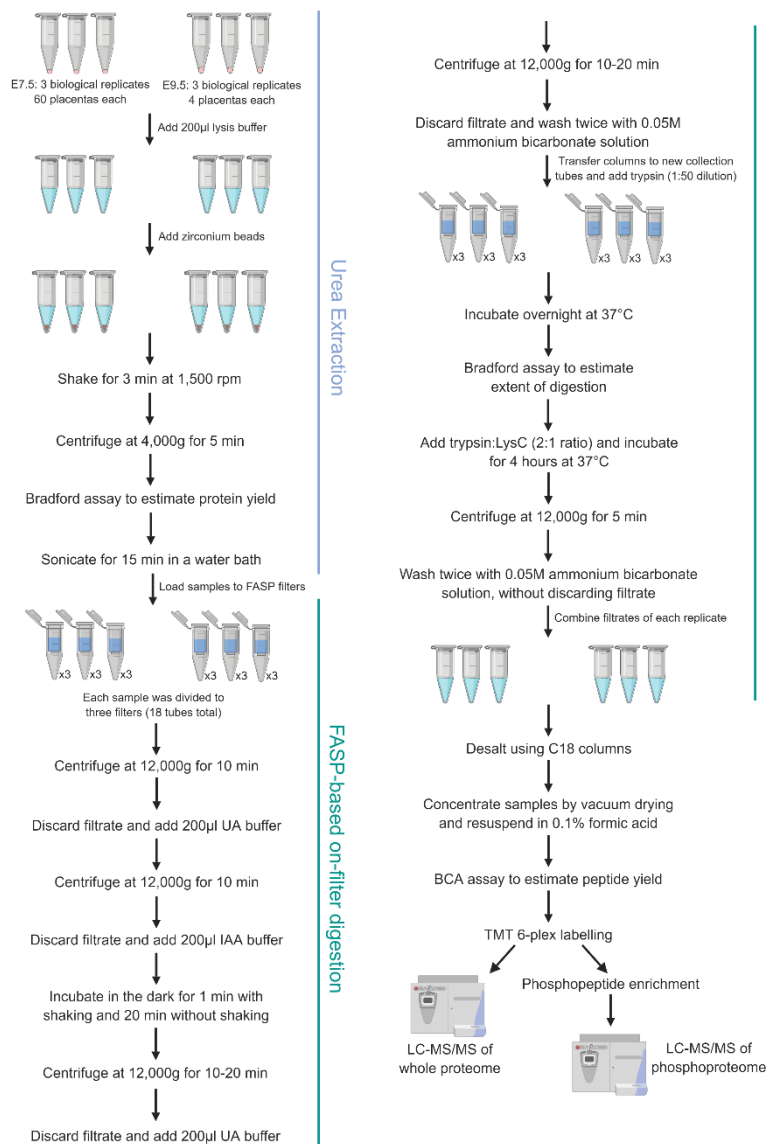 E7.5: 3 biological replicates
60 placentas each
E9.5: 3 biological replicates
4 placentas each
Add 200µl lysis buffer
Add zirconium beads
Shake for 3 min at 1,500 rpm
Centrifuge at 4,000g for 5 min
Bradford assay to estimate protein yield
Sonicate for 15 min in a water bath
Urea Extraction
Load samples to FASP filters
x3 x3 x3 x3 x3 x3
Each sample was divided to
three filters (18 tubes total)
Centrifuge at 12,000g for 10 min
Discard filtrate and add 200µl UA buffer
Centrifuge at 12,000g for 10 min
Discard filtrate and add 200µl IAA buffer
Incubate in the dark for 1 min with
shaking and 20 min without shaking
Centrifuge at 12,000g for 10-20 min
Discard filtrate and add 200µl UA buffer
FASP-based on-filter digestion
Centrifuge at 12,000g for 10-20 min
Discard filtrate and wash twice with 0.05M
ammonium bicarbonate solution
Transfer columns to new collection
tubes and add trypsin (1:50 dilution)
x3 x3 x3 x3 x3 x3
Incubate overnight at 37°C
Bradford assay to estimate
extent of digestion
Add trypsin:LysC (2:1 ratio) and incubate
for 4 hours at 37°C
Centrifuge at 12,000g for 5 min
Wash twice with 0.05M ammonium bicarbonate
solution, without discarding filtrate
Combine filtrates of each replicate
Desalt using C18 columns
Concentrate samples by vacuum drying
and resuspend in 0.1% formic acid
BCA assay to estimate peptide yield
TMT 6-plex labelling
Phosphopeptide enrichment
LC-MS/MS of
whole proteome
LC-MS/MS of
phosphoproteome